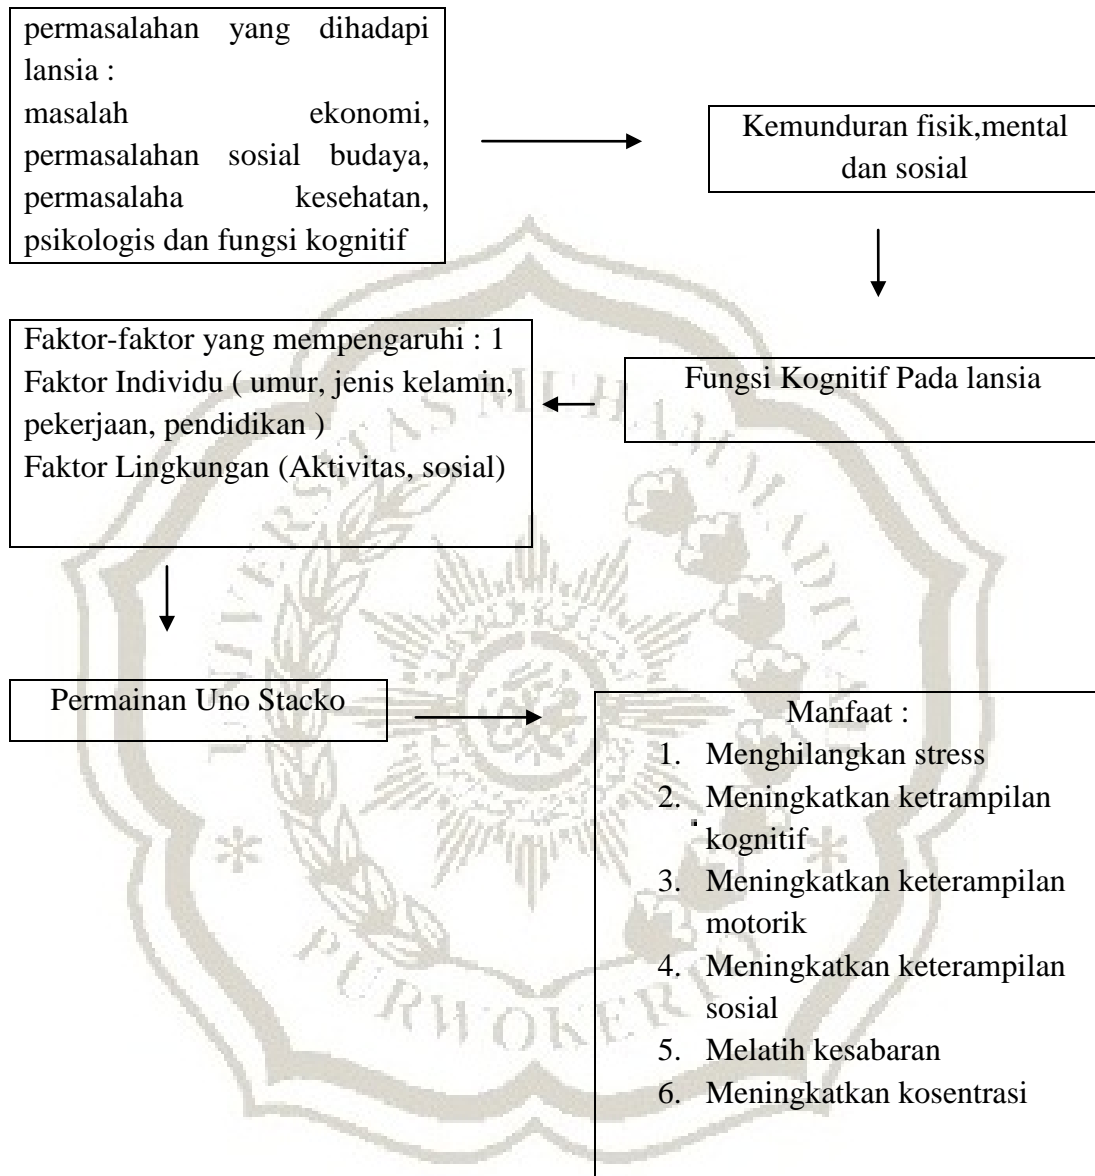 permasalahan yang dihadapi
lansia :
masalah ekonomi,
permasalahan sosial budaya,
permasalaha kesehatan,
psikologis dan fungsi kognitif
Kemunduran fisik,mental
dan sosial
Fungsi Kognitif Pada lansia
Faktor-faktor yang mempengaruhi : 1
Faktor Individu ( umur, jenis kelamin,
pekerjaan, pendidikan )
Faktor Lingkungan (Aktivitas, sosial)
Permainan Uno Stacko
Manfaat :
1. Menghilangkan stress
2. Meningkatkan ketrampilan
kognitif
3. Meningkatkan keterampilan
motorik
4. Meningkatkan keterampilan
sosial
5. Melatih kesabaran
6. Meningkatkan kosentrasi
UNIVERSITAS MUHAMMADIYAH
PURWOKERTO